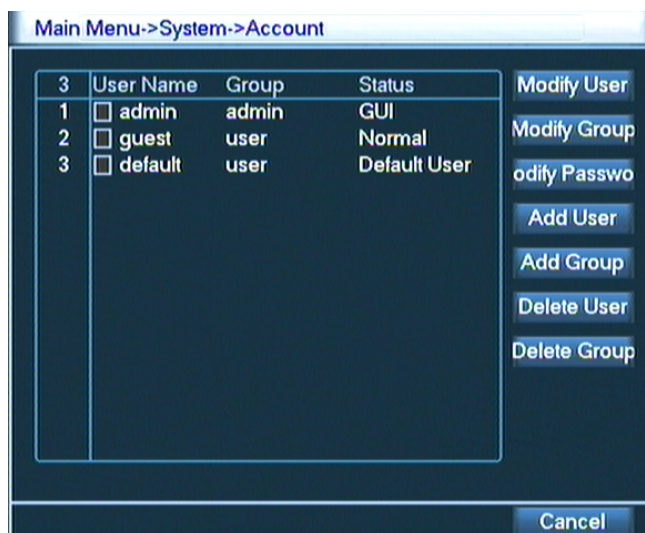 Main Menu->System->Account
3 User Name Group Status
1 admin admin GUI
2 guest user Normal
3 default user Default User
Modify User
Modify Group
odify Passwo
Add User
Add Group
Delete User
Delete Group
Cancel